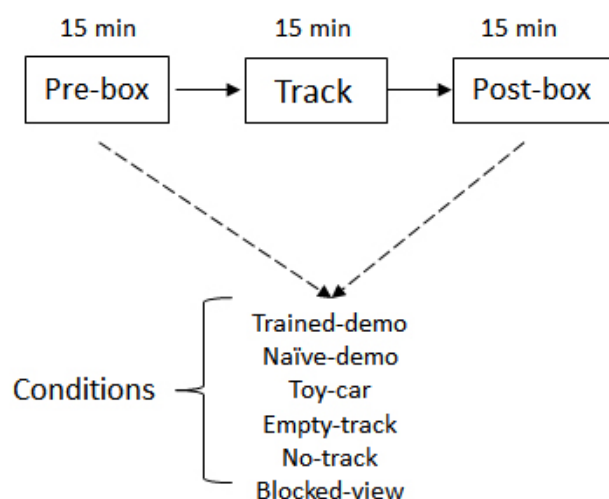 15 min 15 min 15 min
Pre-box Track Post-box
Trained-demo
Naïve-demo
Toy-car
Conditions Empty-track
No-track
Blocked-view